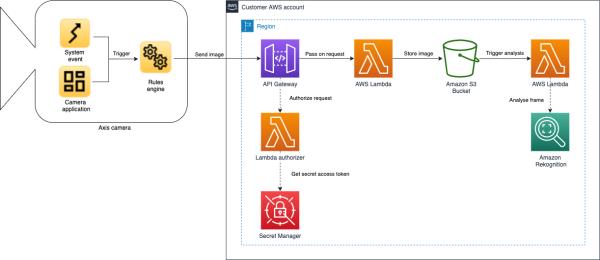 aws
Customer AWS account
Region
System
event
Trigger
Rules
engine
Send image
Camera
application
Axis camera
API Gateway
Pass on request
AWS Lambda
Store image
Amazon S3
Bucket
Trigger analysis
AWS Lambda
Authorize request
Analyse frame
Lambda authorizer
Amazon
Rekognition
Get secret access token
Secret Manager